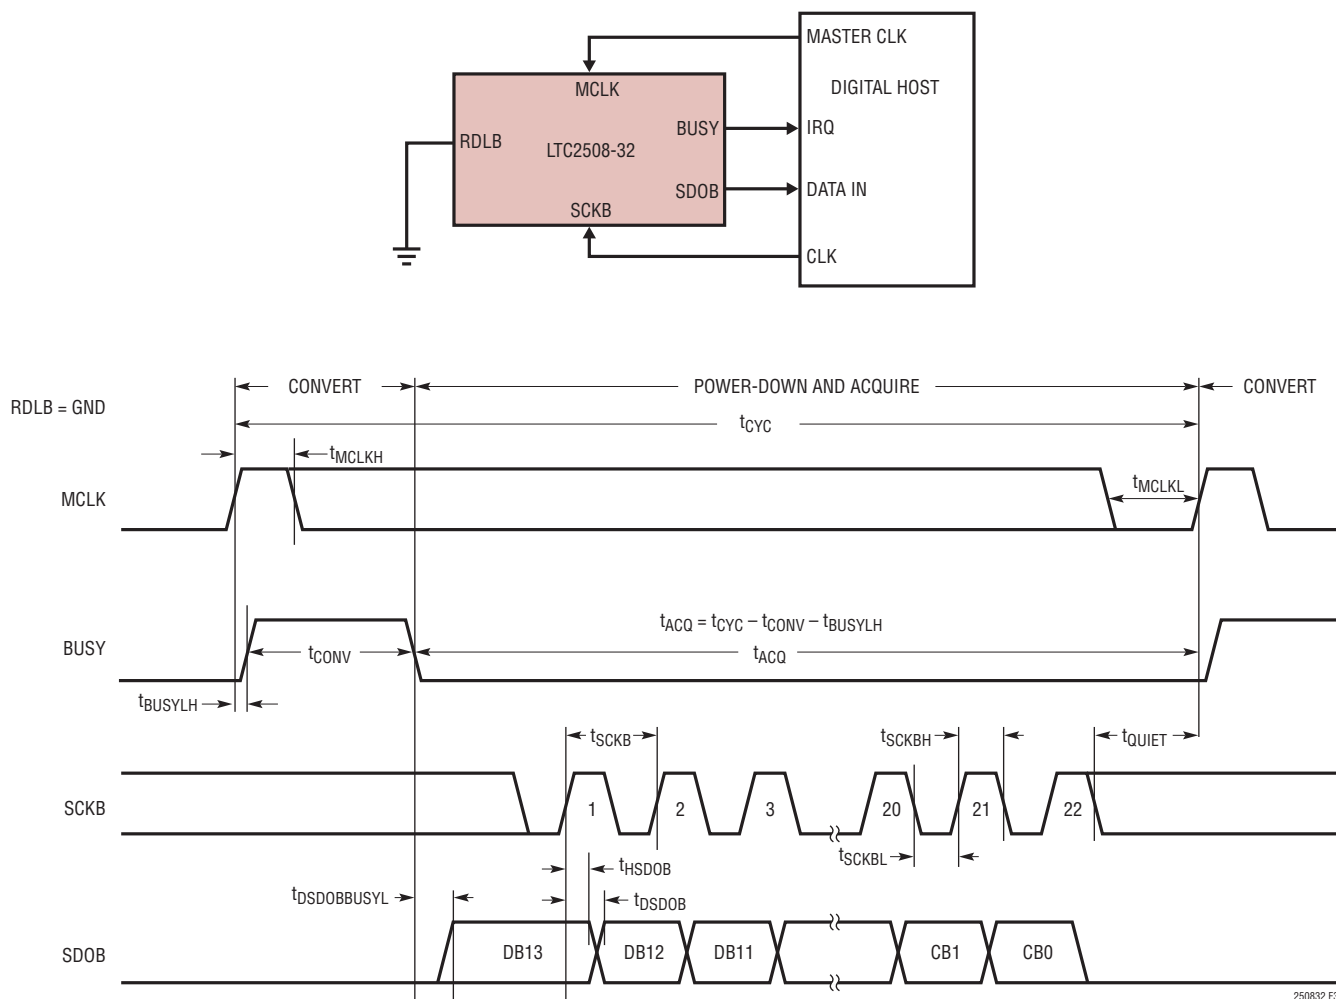 MASTER CLK
MCLK
DIGITAL HOST
BUSY
IRQ
RDLB
LTC2508-32
SDOB
DATA IN
SCKB
CLK
CONVERT
POWER-DOWN AND ACQUIRE
CONVERT
RDLB = GND
tCYC
tMCLKH
MCLK
tMCLKL
tACQ = tCYC – tCONV – tBUSYLH
BUSY
tCONV
tACQ
tBUSYLH
tSCKB
tSCKBH
tQUIET
SCKB
1
2
3
20
21
22
tSCKBL
tHSDOB
tDSDOBBUSYL
tDSDOB
SDOB
DB13
DB12
DB11
CB1
CB0